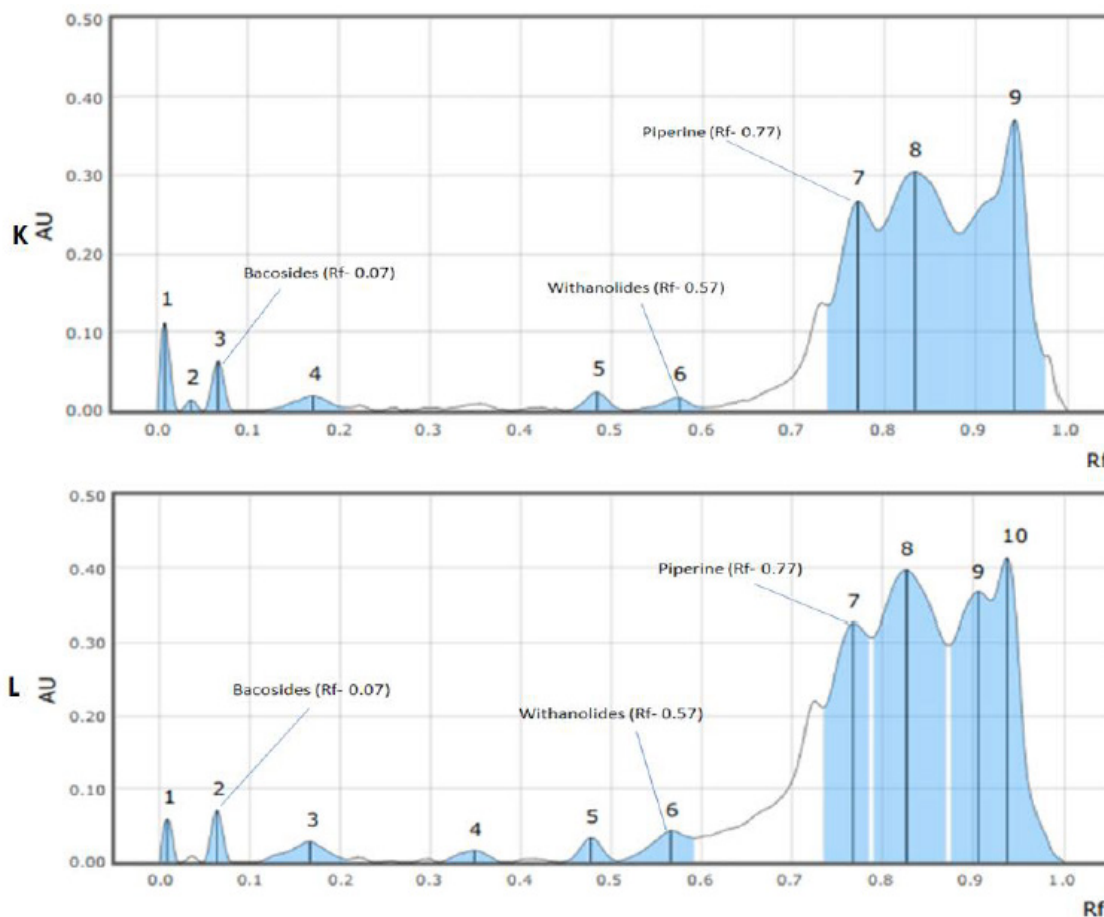 0.50
0.40
0.30
0.20
0.10
0.00
K
AU
1
2
3
4
5
6
7
8
9
Bacosides (Rf- 0.07)
Withanolides (Rf- 0.57)
Piperine (Rf- 0.77)
0.0 0.1 0.2 0.3 0.4 0.5 0.6 0.7 0.8 0.9 1.0
Rf
0.50
0.40
0.30
0.20
0.10
0.00
L
AU
1
2
3
4
5
6
7
8
9
10
Bacosides (Rf- 0.07)
Withanolides (Rf- 0.57)
Piperine (Rf- 0.77)
0.0 0.1 0.2 0.3 0.4 0.5 0.6 0.7 0.8 0.9 1.0
Rf